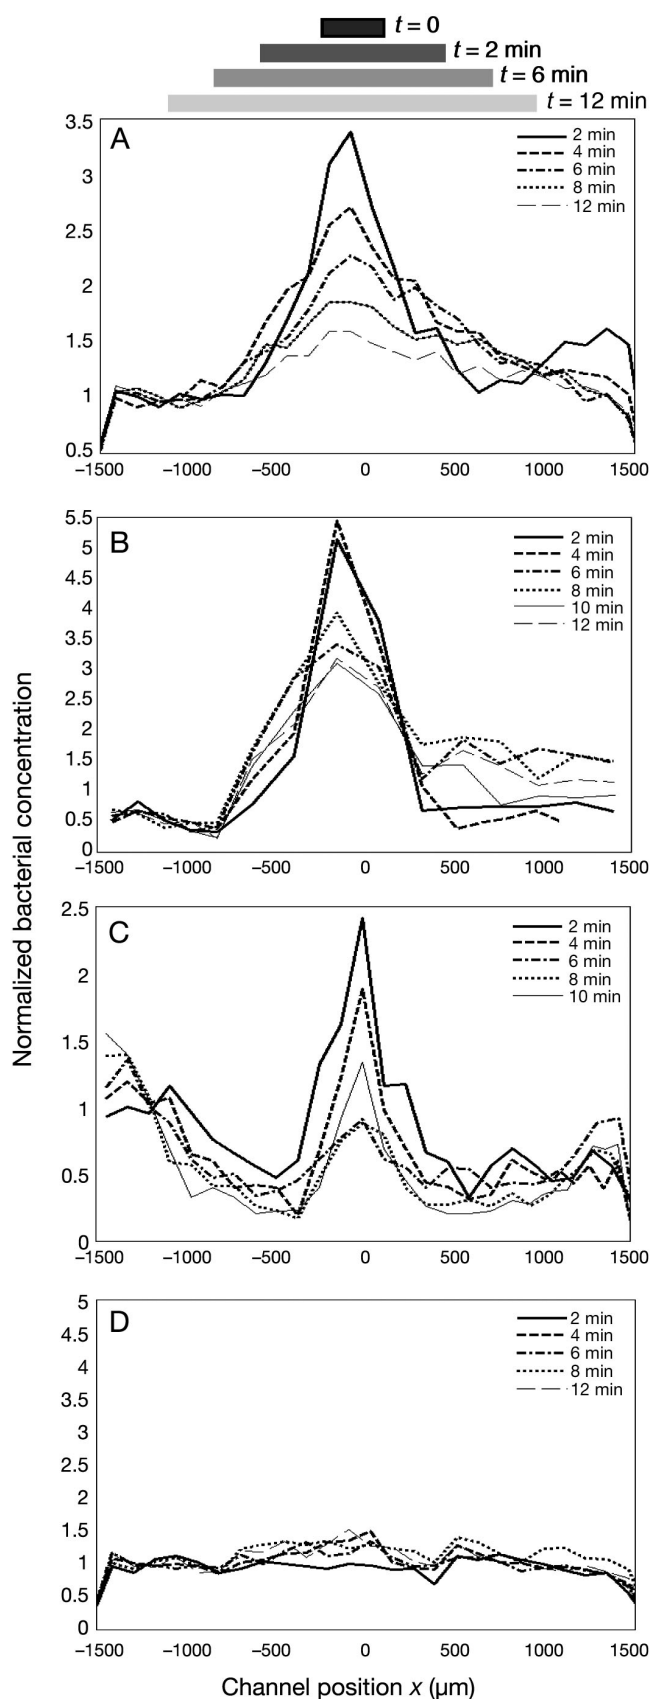 t = 0
t = 2 min
t = 6 min
t = 12 min
A
3.5
3
2.5
2
1.5
1
0.5
2 min
4 min
6 min
8 min
12 min
−1500 −1000 −500 0 500 1000 1500
B
5.5
5
4.5
4
3.5
3
2.5
2
1.5
1
0.5
0
2 min
4 min
6 min
8 min
10 min
12 min
−1500 −1000 −500 0 500 1000 1500
Normalized bacterial concentration
C
2.5
2
1.5
1
0.5
0
2 min
4 min
6 min
8 min
10 min
−1500 −1000 −500 0 500 1000 1500
D
5
4.5
4
3.5
3
2.5
2
1.5
1
0.5
0
2 min
4 min
6 min
8 min
12 min
−1500 −1000 −500 0 500 1000 1500
Channel position x (µm)